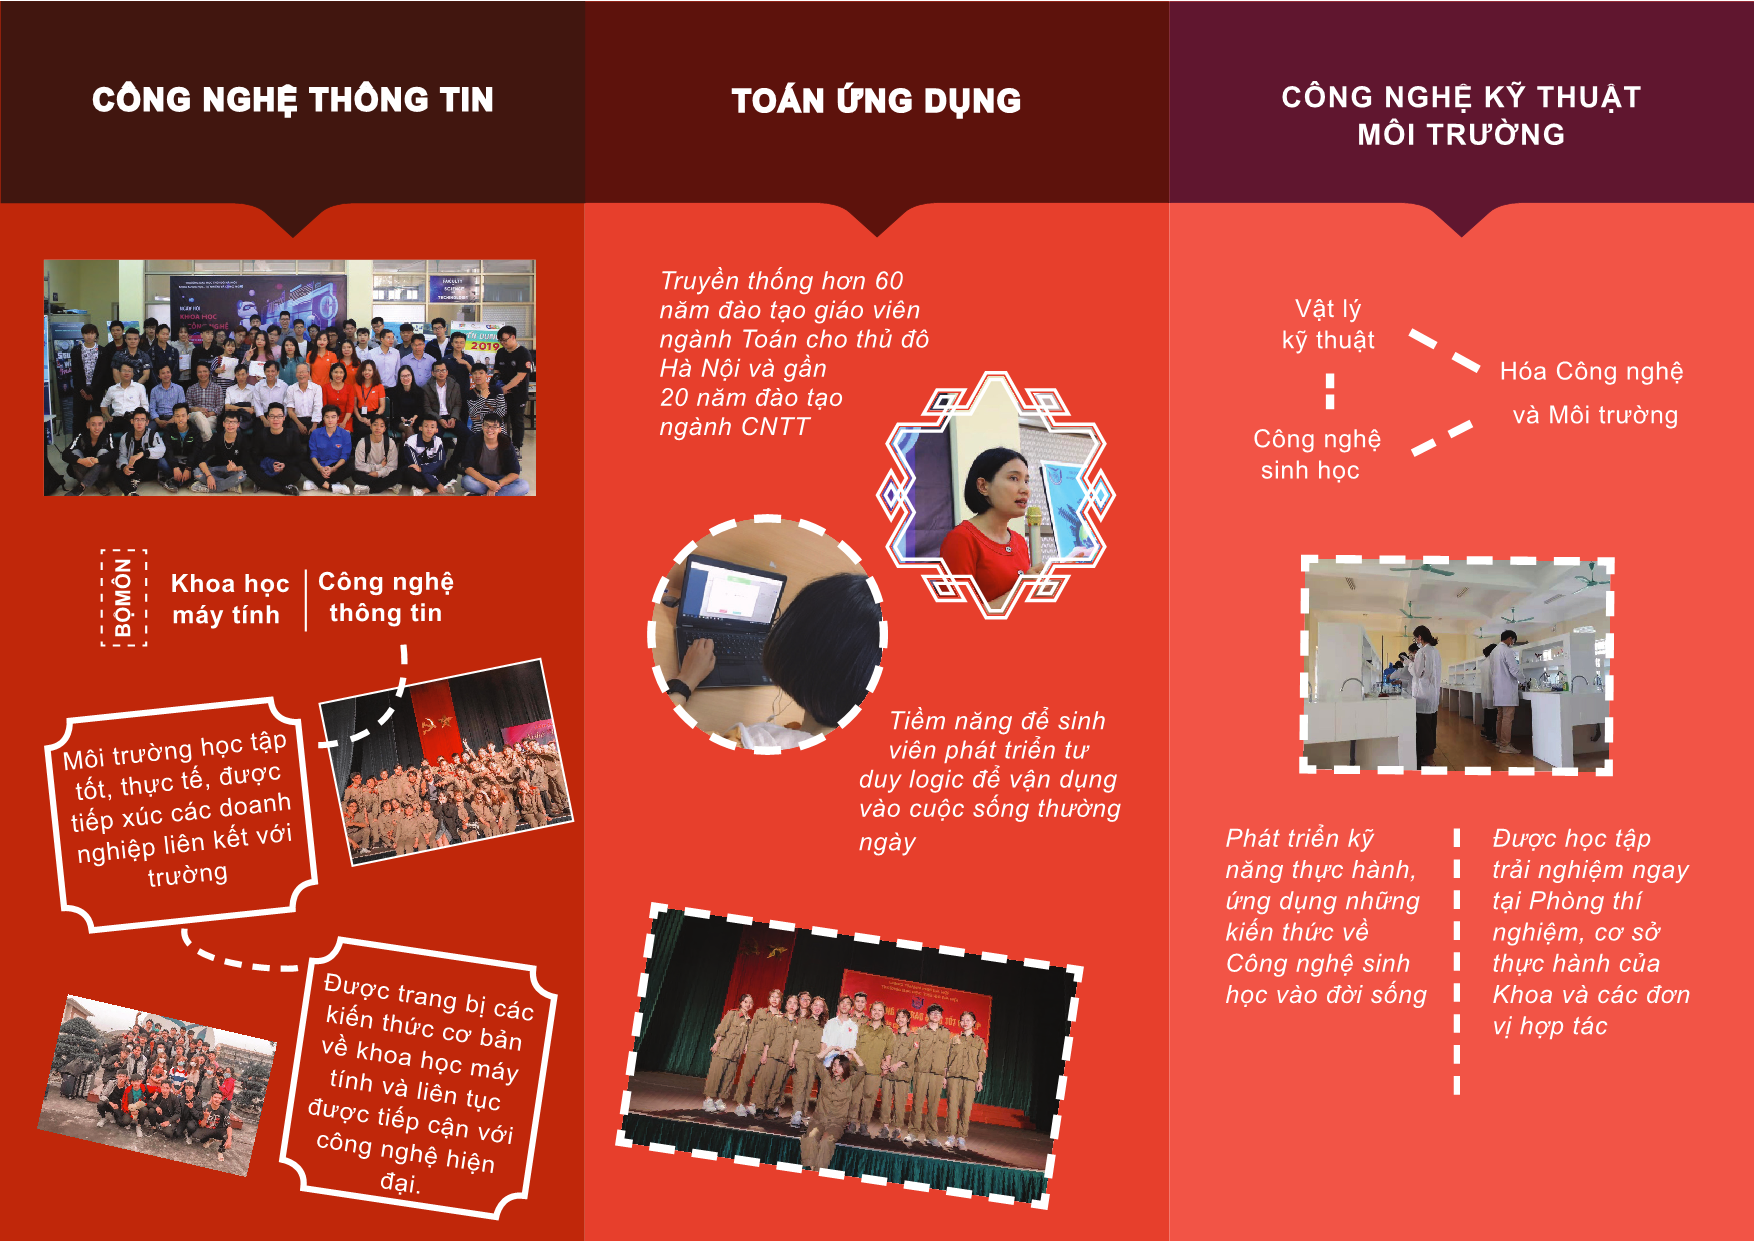 CÔNG NGHỆ THÔNG TIN
FACULTY
SCIENCE
TECHNOLOGY
KHOA HỌC
CÔNG NGHỆ
2019
BỘ MÔN
Khoa học
máy tính
Công nghệ
thông tin
Môi trường học tập
tốt, thực tế, được
tiếp xúc các doanh
nghiệp liên kết với
trường
Được trang bị các
kiến thức cơ bản
về khoa học máy
tính và liên tục
được tiếp cận với
công nghệ hiện
đại.
TOÁN ỨNG DỤNG
Truyền thống hơn 60
năm đào tạo giáo viên
ngành Toán cho thủ đô
Hà Nội và gần
20 năm đào tạo
ngành CNTT
Tiềm năng để sinh
viên phát triển tư
duy logic để vận dụng
vào cuộc sống thường
ngày
CÔNG NGHỆ KỸ THUẬT
MÔI TRƯỜNG
Vật lý
kỹ thuật
Hóa Công nghệ
và Môi trường
Công nghệ
sinh học
Phát triển kỹ
năng thực hành,
ứng dụng những
kiến thức về
Công nghệ sinh
học vào đời sống
Được học tập
trải nghiệm ngay
tại Phòng thí
nghiệm, cơ sở
thực hành của
Khoa và các đơn
vị hợp tác